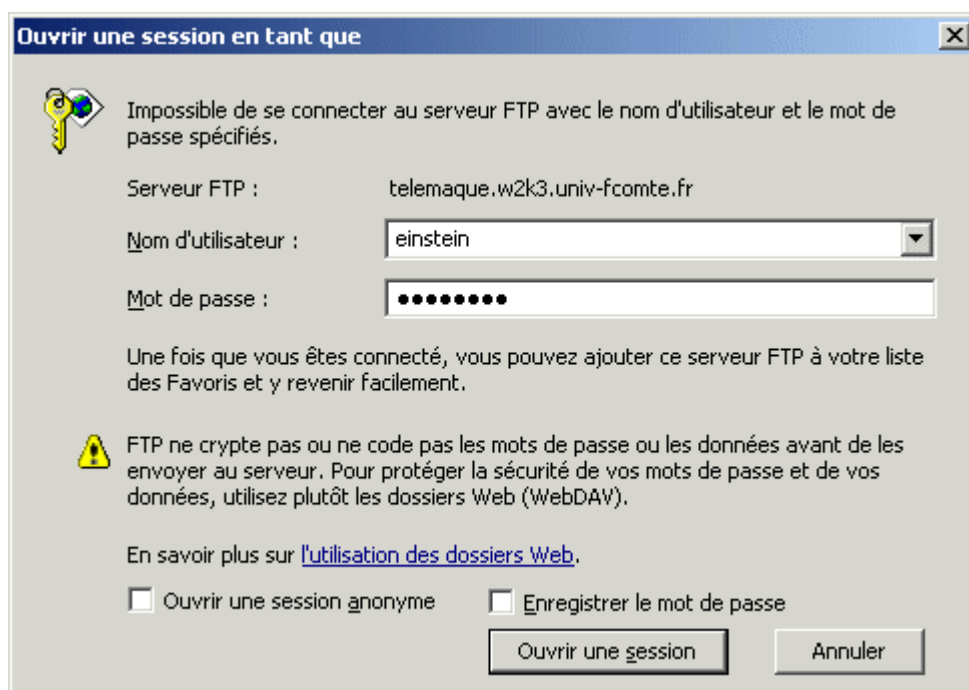 Ouvrir une session en tant que
Impossible de se connecter au serveur FTP avec le nom d'utilisateur et le mot de
passe spécifiés.
Serveur FTP : telemaque.w2k3.univ-fcomte.fr
Nom d'utilisateur : einstein
Mot de passe : ●●●●●●●●
Une fois que vous êtes connecté, vous pouvez ajouter ce serveur FTP à votre liste
des Favoris et y revenir facilement.
FTP ne crypte pas ou ne code pas les mots de passe ou les données avant de les
envoyer au serveur. Pour protéger la sécurité de vos mots de passe et de vos
données, utilisez plutôt les dossiers Web (WebDAV).
En savoir plus sur l'utilisation des dossiers Web.
Ouvrir une session anonyme Enregistrer le mot de passe
Ouvrir une session Annuler